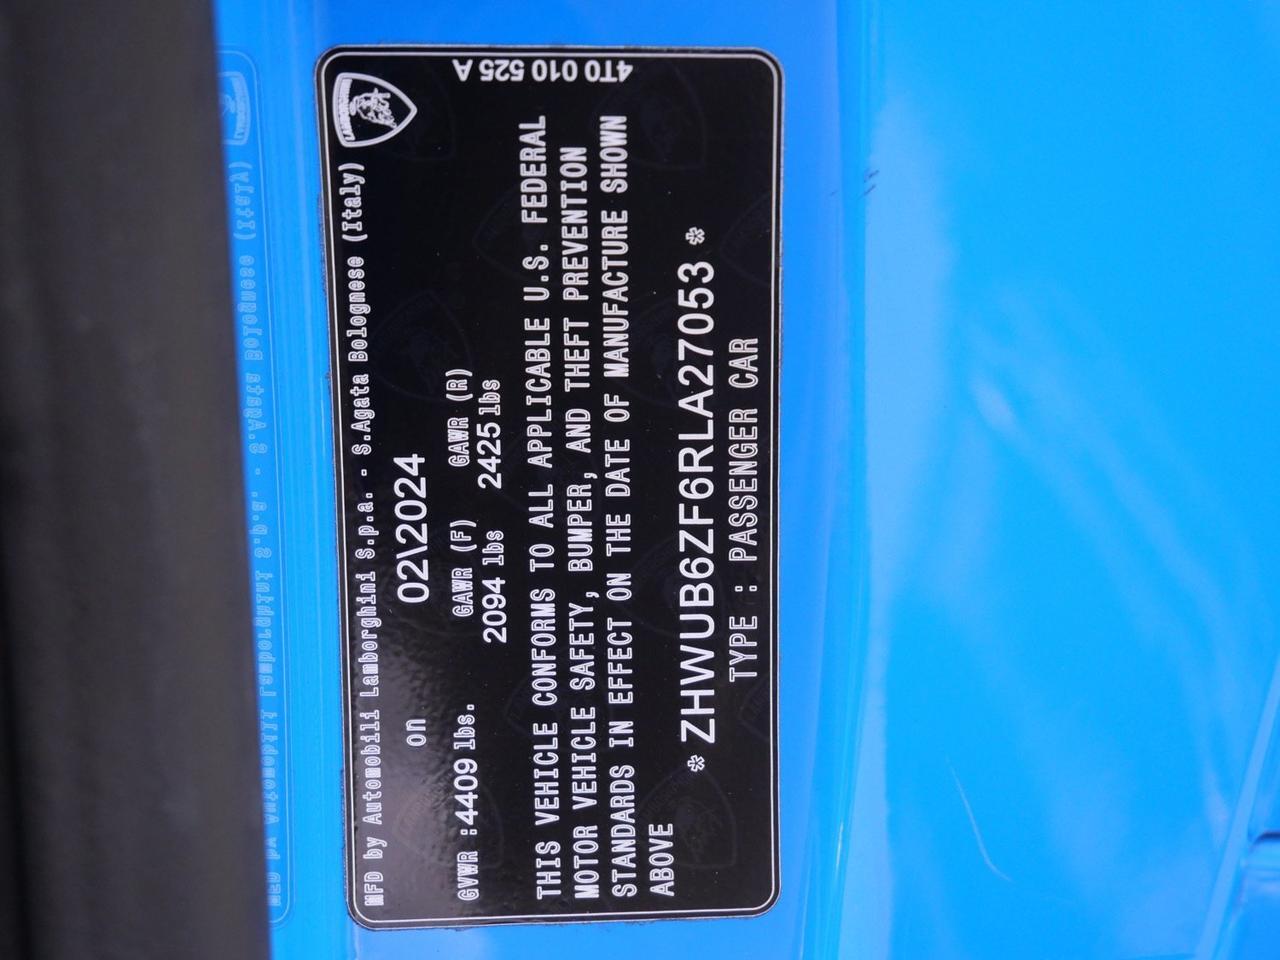 MFD by Automobili Lamborghini S.p.a. - S.Agata Bolognese (Italy)
LAMBORGHINI
on 02\2024
GVWR :4409 lbs. GAWR (F) GAWR (R)
2094 lbs 2425 lbs
THIS VEHICLE CONFORMS TO ALL APPLICABLE U.S. FEDERAL
MOTOR VEHICLE SAFETY, BUMPER, AND THEFT PREVENTION
STANDARDS IN EFFECT ON THE DATE OF MANUFACTURE SHOWN
ABOVE
* ZHWUB6ZF6RLA27053 *
TYPE : PASSENGER CAR
4T0 010 525 A